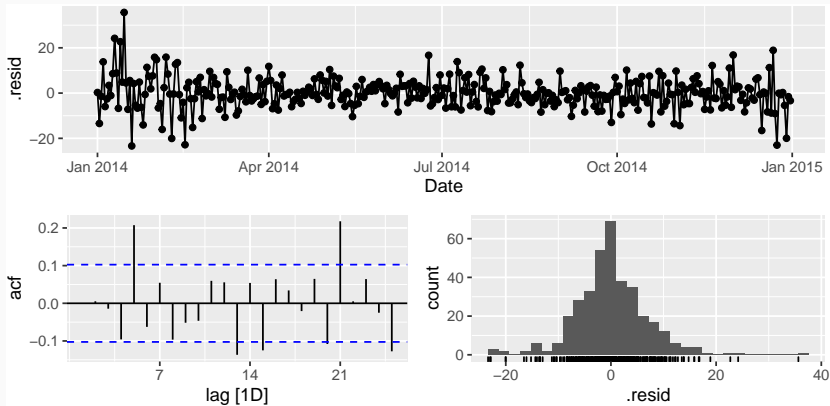 .resid
20
0
−20
Jan 2014
Apr 2014
Jul 2014
Oct 2014
Jan 2015
Date
acf
0.2
0.1
0.0
−0.1
7
14
21
lag [1D]
count
60
40
20
0
−20
0
20
40
.resid